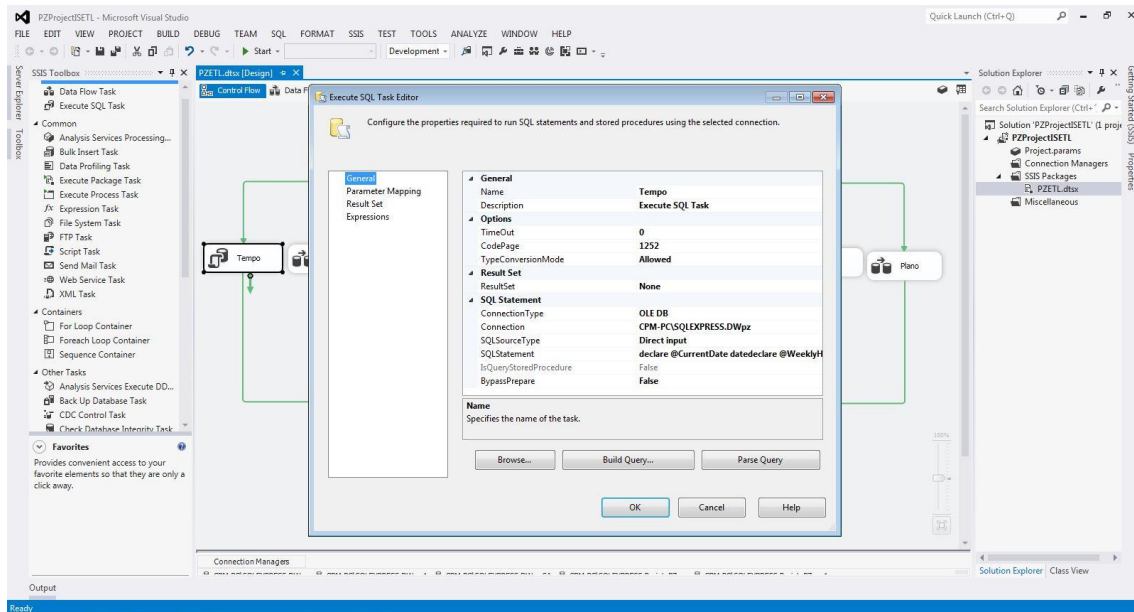 PZProjectISETL - Microsoft Visual Studio
Quick Launch (Ctrl+Q)
FILE EDIT VIEW PROJECT BUILD DEBUG TEAM SQL FORMAT SSIS TEST TOOLS ANALYZE WINDOW HELP
Start
Development
Server Explorer
Toolbox
SSIS Toolbox
Data Flow Task
Execute SQL Task
Common
Analysis Services Processing...
Bulk Insert Task
Data Profiling Task
Execute Package Task
Execute Process Task
Expression Task
File System Task
FTP Task
Script Task
Send Mail Task
Web Service Task
XML Task
Containers
For Loop Container
Foreach Loop Container
Sequence Container
Other Tasks
Analysis Services Execute DD...
Back Up Database Task
CDC Control Task
Check Database Integrity Task
Favorites
Provides convenient access to your
favorite elements so that they are only a
click away.
PZETL.dtsx [Design]
Control Flow Data F
Tempo
Plano
100%
Execute SQL Task Editor
Configure the properties required to run SQL statements and stored procedures using the selected connection.
General
Parameter Mapping
Result Set
Expressions
General
Name Tempo
Description Execute SQL Task
Options
TimeOut 0
CodePage 1252
TypeConversionMode Allowed
Result Set
ResultSet None
SQL Statement
ConnectionType OLE DB
Connection CPM-PC\SQLEXPRESS.DWpz
SQLSourceType Direct input
SQLStatement declare @CurrentDate datedeclare @WeeklyH
IsQueryStoredProcedure False
BypassPrepare False
Name
Specifies the name of the task.
Browse... Build Query... Parse Query
OK Cancel Help
Connection Managers
Solution Explorer
Search Solution Explorer (Ctrl+
Solution 'PZProjectISETL' (1 proje
PZProjectISETL
Project.params
Connection Managers
SSIS Packages
PZETL.dtsx
Miscellaneous
Solution Explorer Class View
Getting Started (SSIS)
Properties
Output
Ready